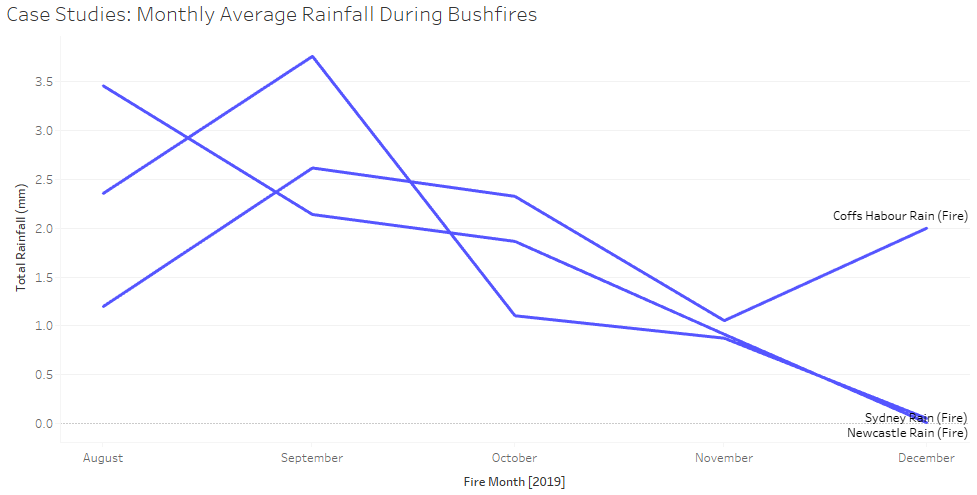 Case Studies: Monthly Average Rainfall During Bushfires
3.5
3.0
2.5
2.0
1.5
1.0
0.5
0.0
Total Rainfall (mm)
Coffs Habour Rain (Fire)
Sydney Rain (Fire)
Newcastle Rain (Fire)
August September October November December
Fire Month [2019]